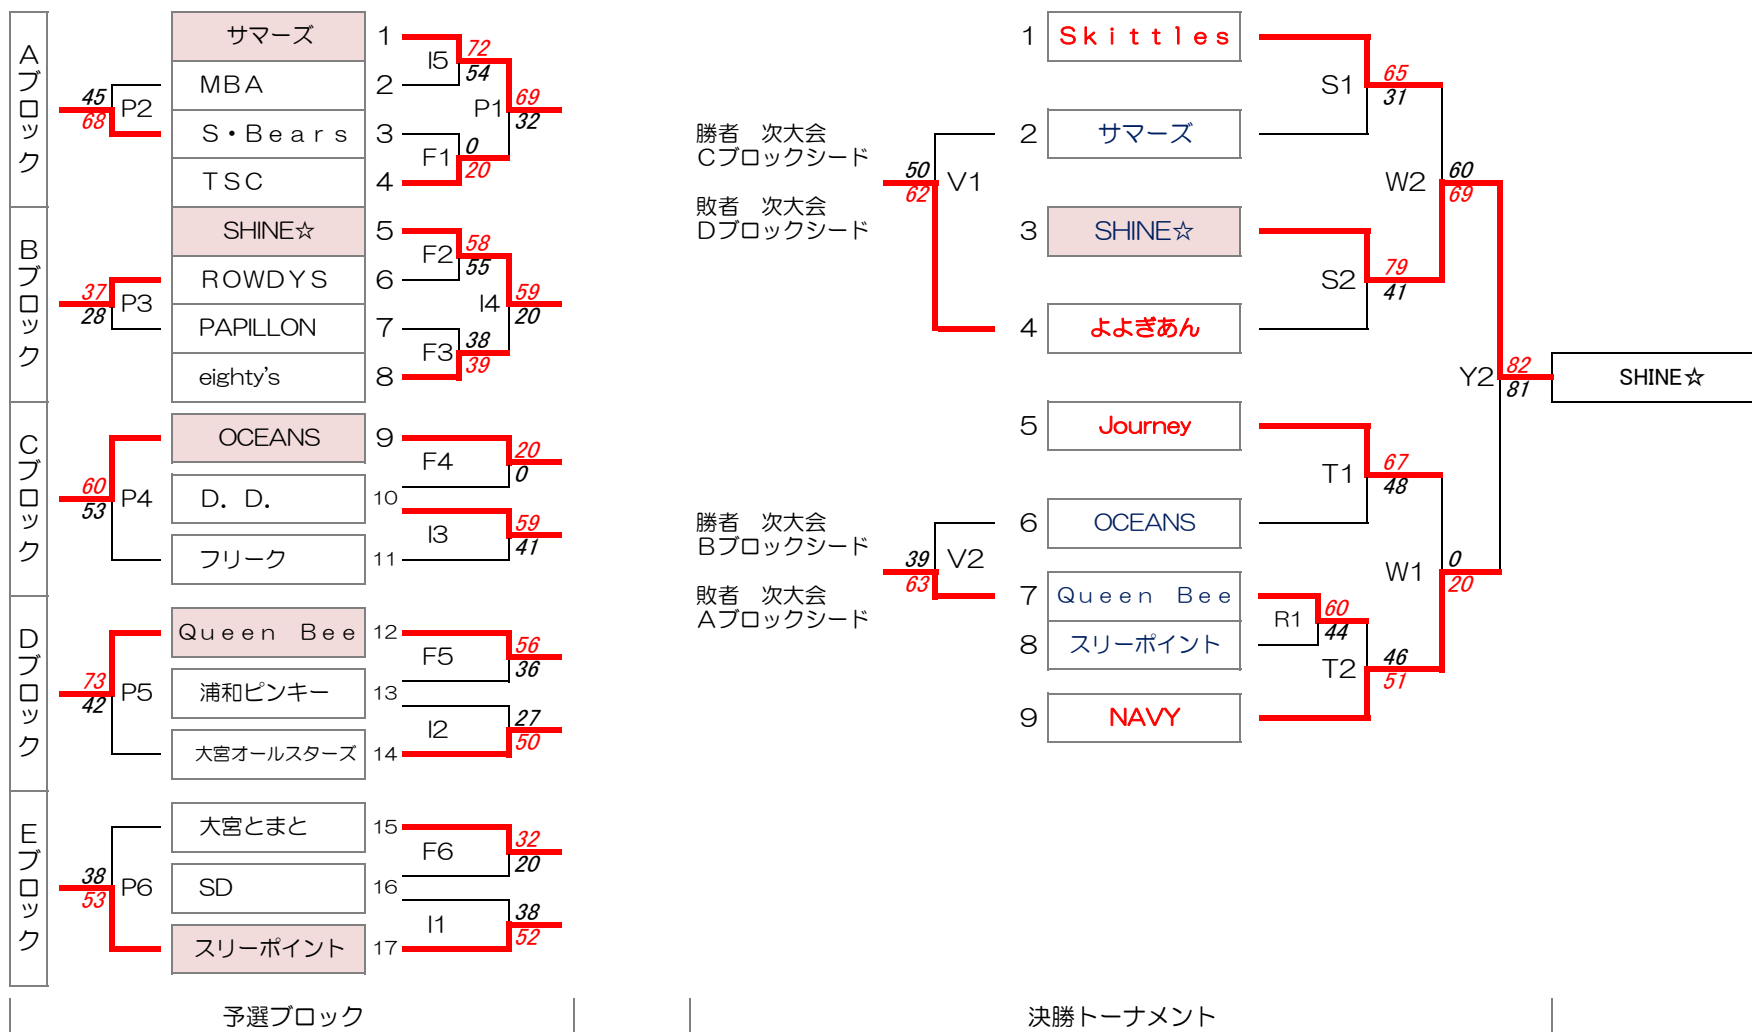 Aブロック
サマーズ 1
MBA 2
S・Bears 3
TSC 4
45
68
P2
I5
72
54
F1
0
20
P1
69
32
Bブロック
SHINE☆ 5
ROWDYS 6
PAPILLON 7
eighty's 8
37
28
P3
F2
58
55
F3
38
39
I4
59
20
Cブロック
OCEANS 9
D．D． 10
フリーク 11
60
53
P4
F4
20
0
I3
59
41
Dブロック
Queen Bee 12
浦和ピンキー 13
大宮オールスターズ 14
73
42
P5
F5
56
36
I2
27
50
Eブロック
大宮とまと 15
SD 16
スリーポイント 17
38
53
P6
F6
32
20
I1
38
52
予選ブロック
勝者 次大会
Cブロックシード
敗者 次大会
Dブロックシード
50
62
V1
勝者 次大会
Bブロックシード
敗者 次大会
Aブロックシード
39
63
V2
1 Skittles
2 サマーズ
3 SHINE☆
4 よよぎあん
5 Journey
6 OCEANS
7 Queen Bee
8 スリーポイント
9 NAVY
S1
65
31
S2
79
41
W2
60
69
T1
67
48
R1
60
44
T2
46
51
W1
0
20
Y2
82
81
SHINE☆
決勝トーナメント